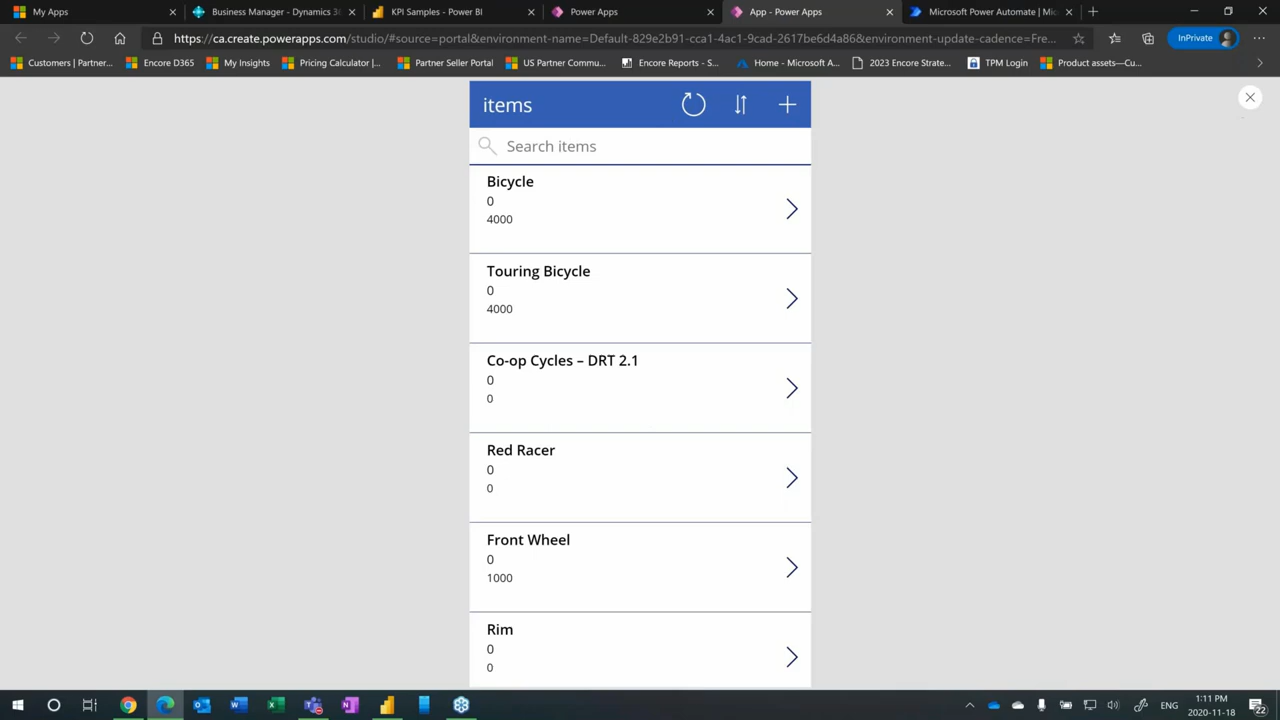 My Apps
Business Manager - Dynamics 36
KPI Samples - Power BI
Power Apps
App - Power Apps
Microsoft Power Automate | Mic
https://ca.create.powerapps.com/studio/#source=portal&environment-name=Default-829e2b91-cca1-4ac1-9cad-2617be6d4a86&environment-update-cadence=Fre...
InPrivate
Customers | Partner...
Encore D365
My Insights
Pricing Calculator |...
Partner Seller Portal
US Partner Commu...
Encore Reports - S...
Home - Microsoft A...
2023 Encore Strate...
TPM Login
Product assets—Cu...
items
Search items
Bicycle
0
4000
Touring Bicycle
0
4000
Co-op Cycles – DRT 2.1
0
0
Red Racer
0
0
Front Wheel
0
1000
Rim
0
0
ENG
1:11 PM
2020-11-18
22